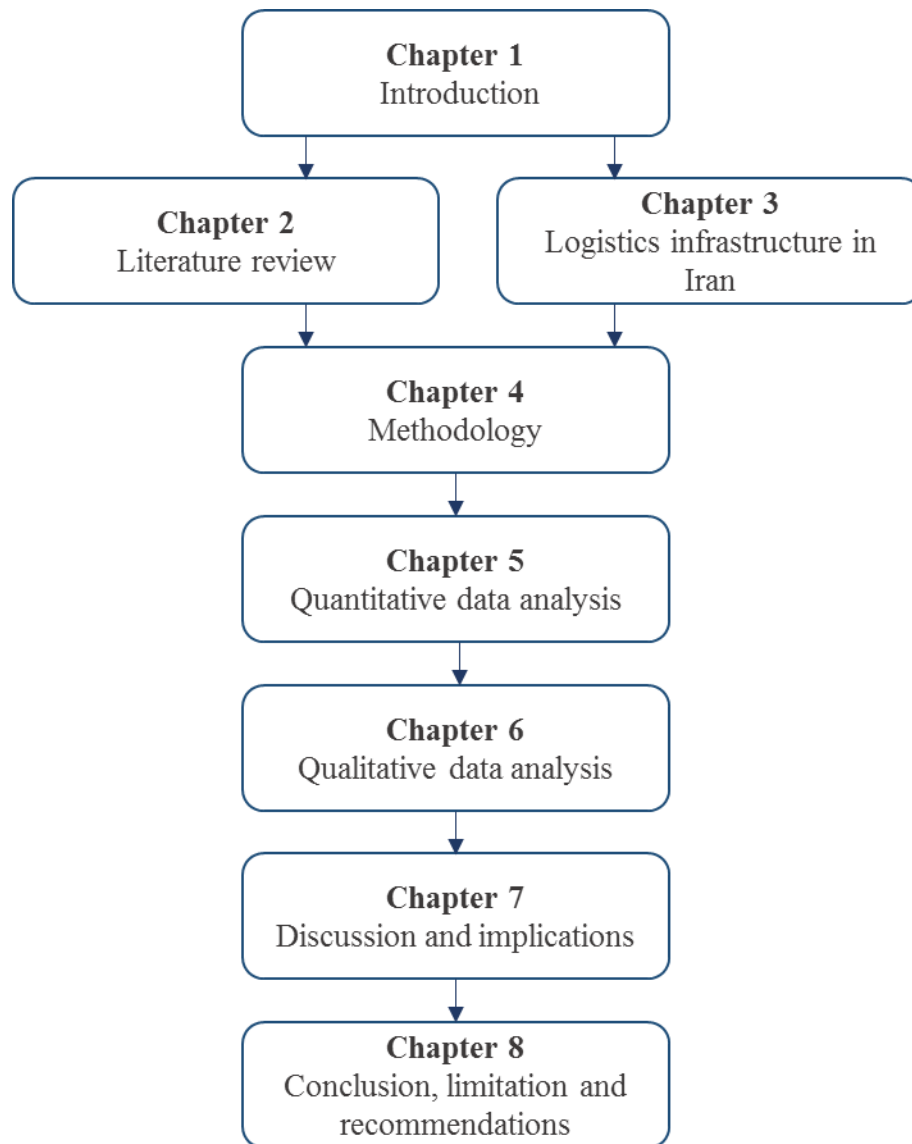 Chapter 1
Introduction
Chapter 2
Literature review
Chapter 3
Logistics infrastructure in
Iran
Chapter 4
Methodology
Chapter 5
Quantitative data analysis
Chapter 6
Qualitative data analysis
Chapter 7
Discussion and implications
Chapter 8
Conclusion, limitation and
recommendations